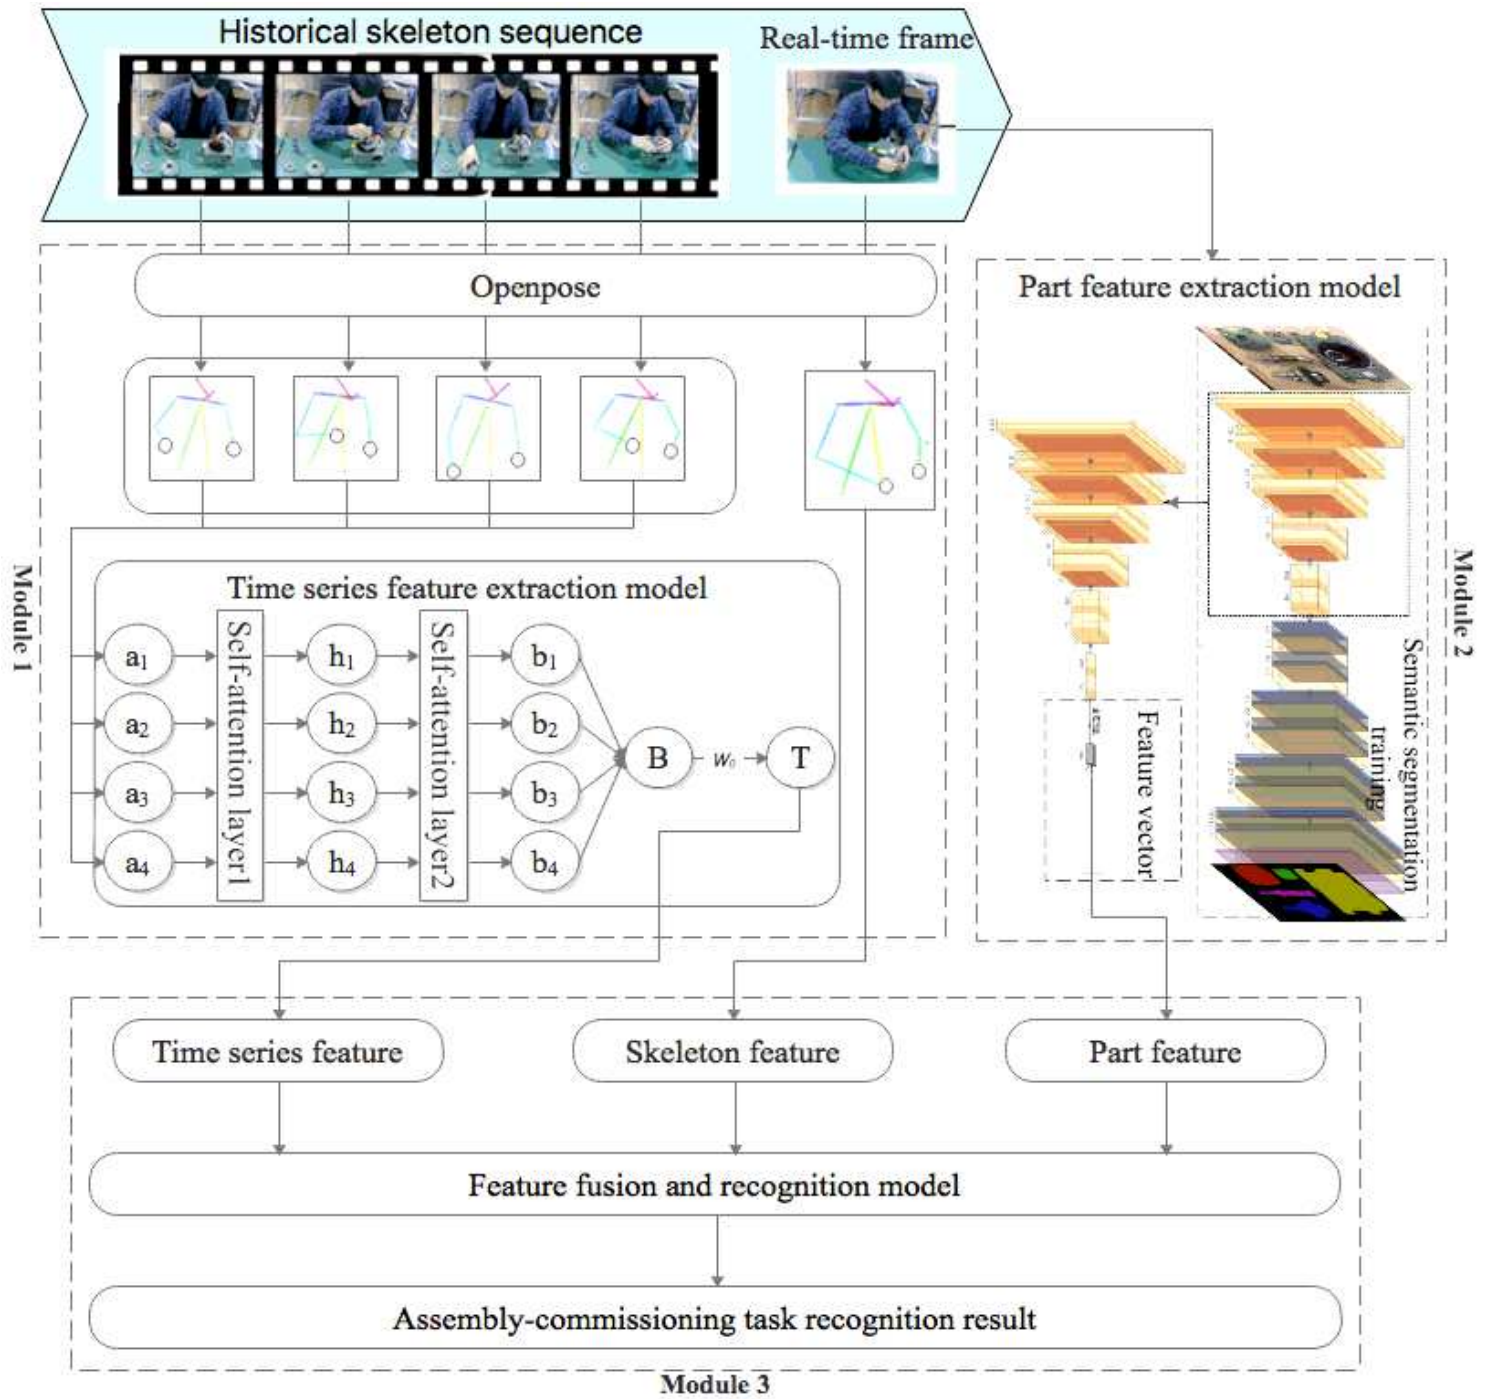 Historical skeleton sequence
Real-time frame
Openpose
Part feature extraction model
Module 1
Module 2
Time series feature extraction model
a1
a2
a3
a4
Self-attention layer1
h1
h2
h3
h4
Self-attention layer2
b1
b2
b3
b4
B
T
Feature vector
Semantic segmentation
training
Time series feature
Skeleton feature
Part feature
Feature fusion and recognition model
Assembly-commissioning task recognition result
Module 3